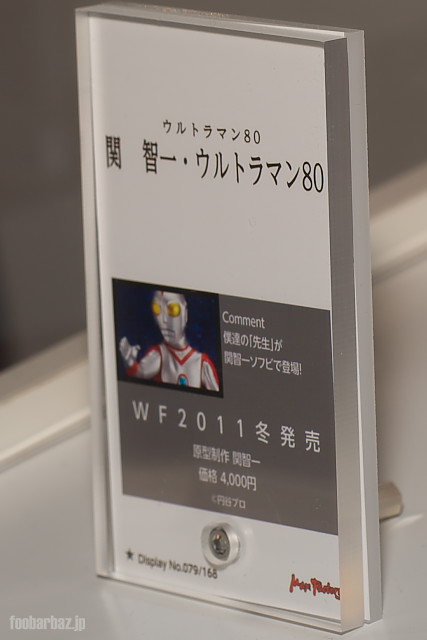 ウルトラマン80
関 智一・ウルトラマン80
Comment
僕達の「先生」が
関智一ソフビで登場!
WF2011冬発売
原型制作 関智一
価格 4,000円
©円谷プロ
★ Display No.079/168
foobarbaz.jp